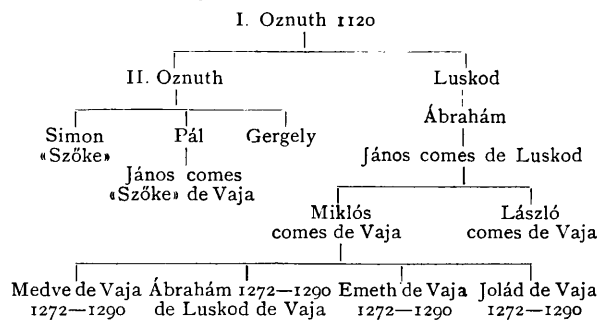 I. Oznuth 1120
II. Oznuth Luskod
Ábrahám
Simon Pál Gergely
«Szőke»
János comes de Luskod
János comes
«Szőke» de Vaja
Miklós László
comes de Vaja comes de Vaja
Medve de Vaja Ábrahám 1272—1290 Emeth de Vaja Jolád de Vaja
1272—1290 de Luskod de Vaja 1272—1290 1272—1290